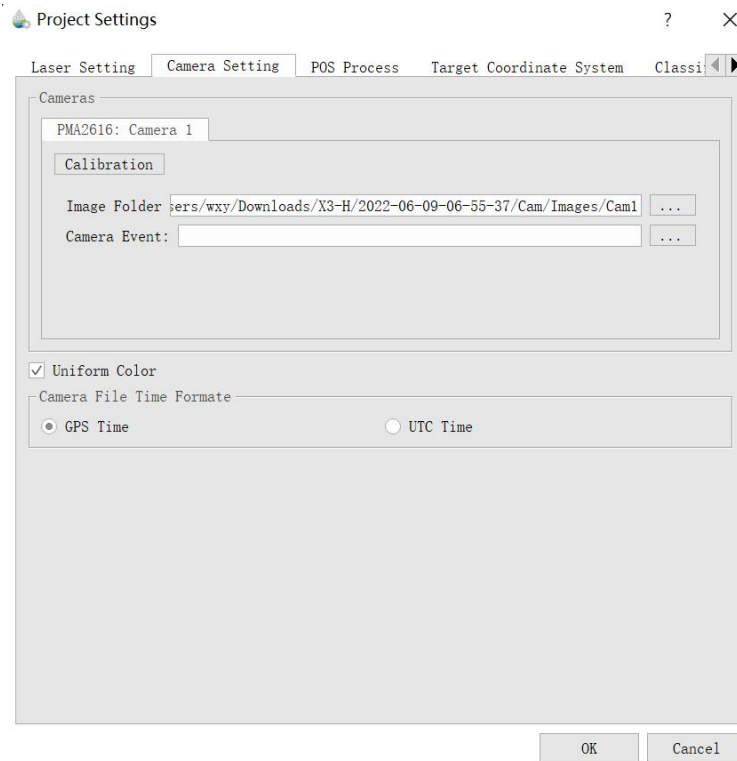 Project Settings
Laser Setting Camera Setting POS Process Target Coordinate System Classi
Cameras
PMA2616: Camera 1
Calibration
Image Folder sers/wxy/Downloads/X3-H/2022-06-09-06-55-37/Cam/Images/Cam1 ...
Camera Event: ...
Uniform Color
Camera File Time Formate
GPS Time UTC Time
OK Cancel